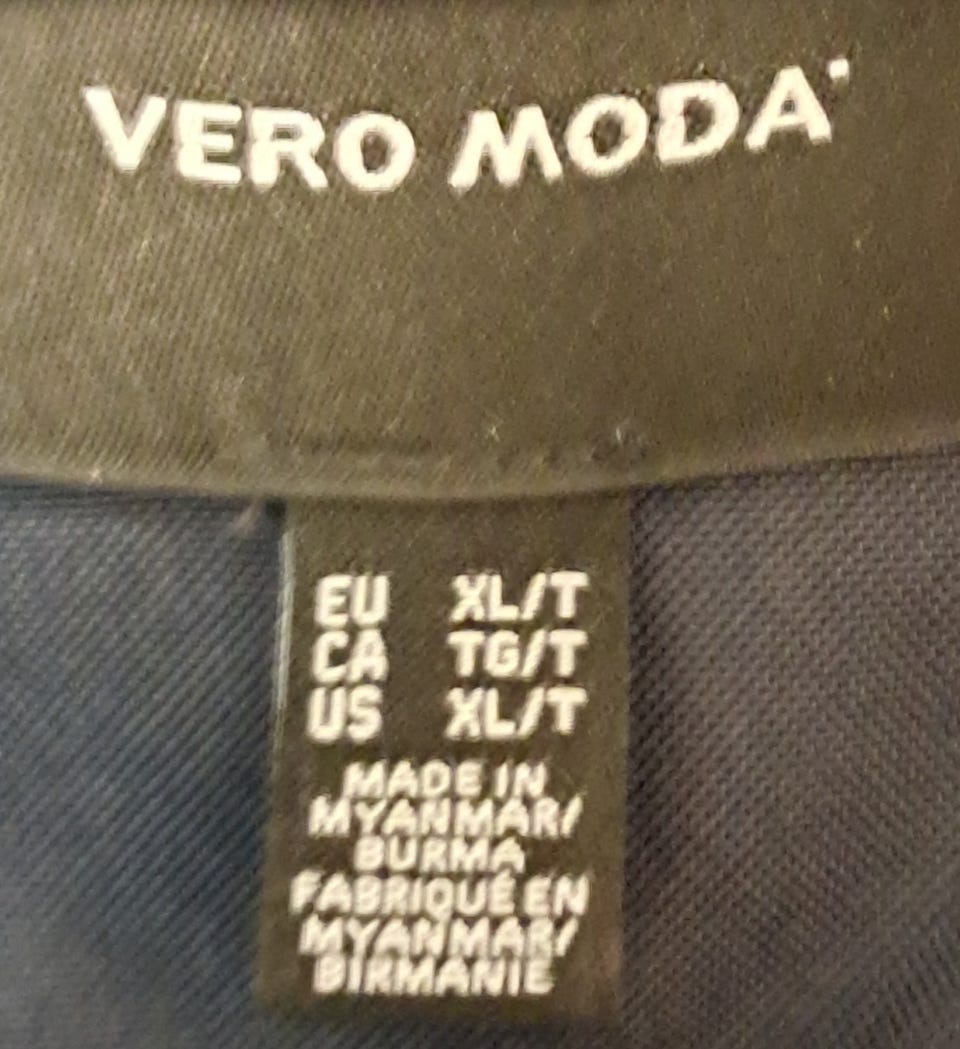 VERO MODA
EU XL/T
CA TG/T
US XL/T
MADE IN
MYANMAR/
BURMA
FABRIQUÉ EN
MYANMAR/
BIRMANIE